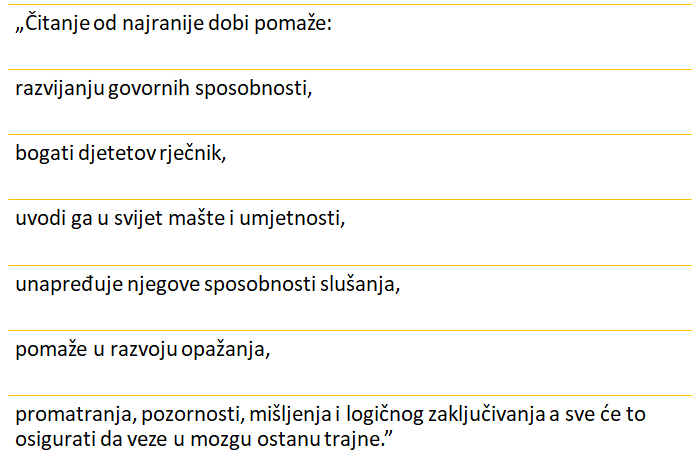 „Čitanje od najranije dobi pomaže:
razvijanju govornih sposobnosti,
bogati djetetov rječnik,
uvodi ga u svijet mašte i umjetnosti,
unapređuje njegove sposobnosti slušanja,
pomaže u razvoju opažanja,
promatranja, pozornosti, mišljenja i logičnog zaključivanja a sve će to
osigurati da veze u mozgu ostanu trajne.”